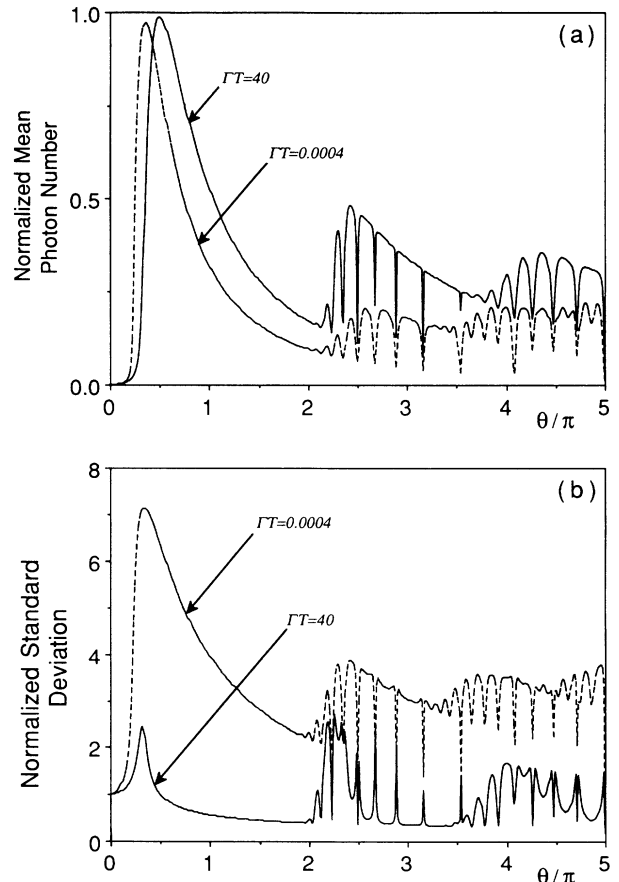 1.0
(a)
ΓT=40
ΓT=0.0004
Normalized Mean
Photon Number
0.5
0.0
0 1 2 3 4 5
θ/π
8
(b)
ΓT=0.0004
6
ΓT=40
Normalized Standard
Deviation
4
2
0
0 1 2 3 4 5
θ/π